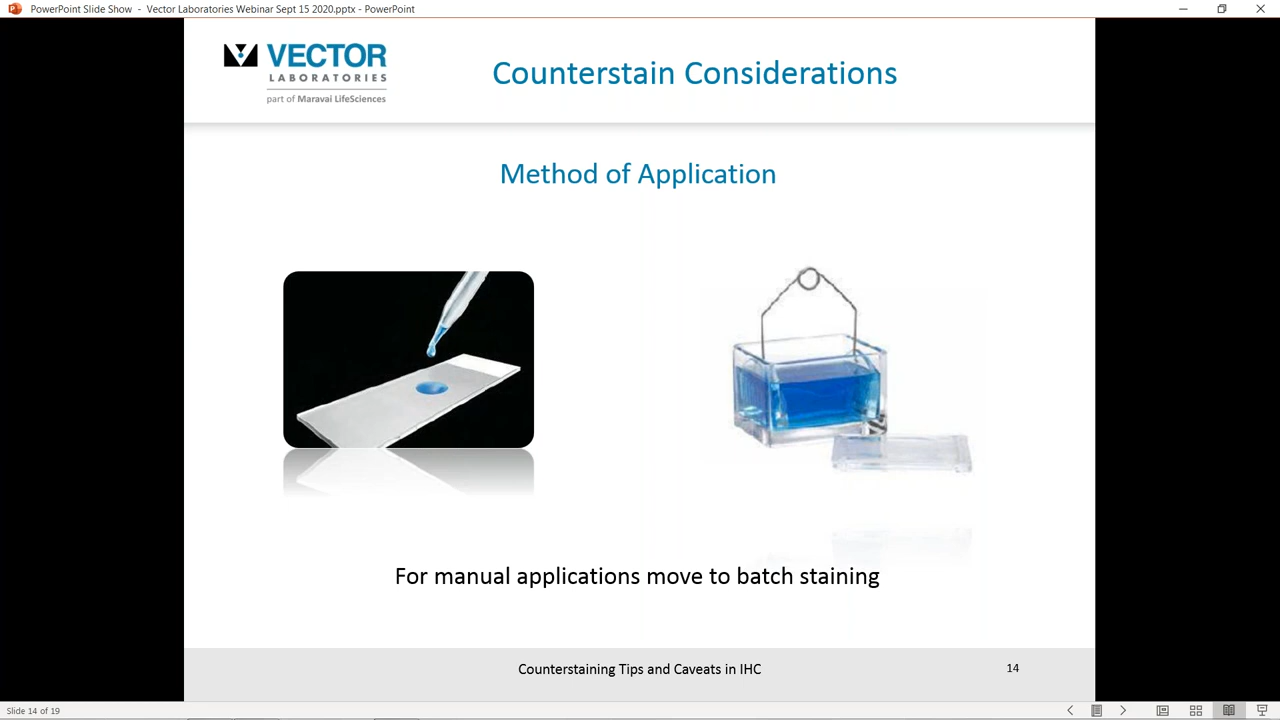 PowerPoint Slide Show - Vector Laboratories Webinar Sept 15 2020.pptx - PowerPoint
VECTOR
LABORATORIES
part of Maravai LifeSciences
Counterstain Considerations
Method of Application
For manual applications move to batch staining
Counterstaining Tips and Caveats in IHC
14
Slide 14 of 19